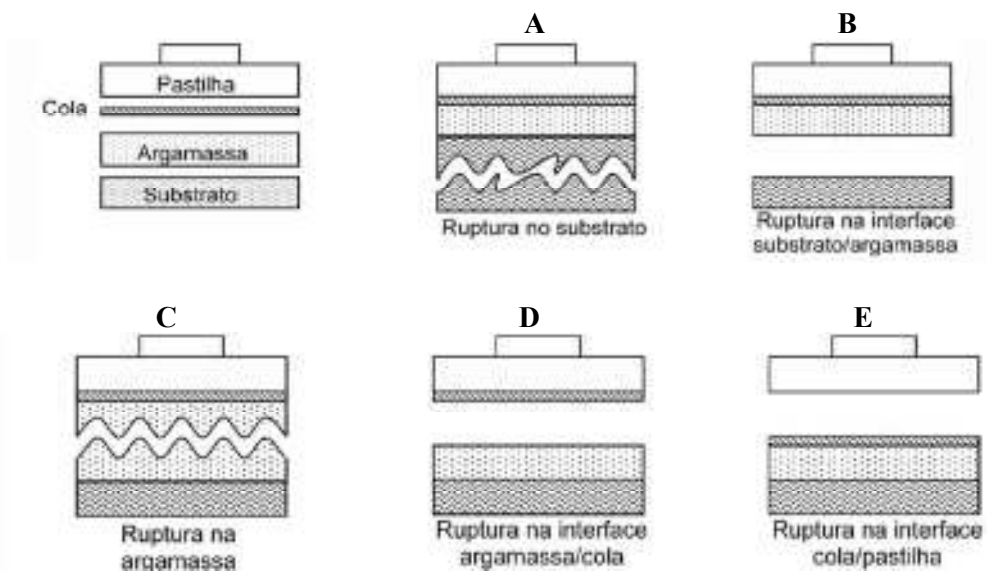 A
B
Pastilha
Cola
Argamassa
Substrato
Ruptura no substrato
Ruptura na interface
substrato/argamassa
C
D
E
Ruptura na
argamassa
Ruptura na interface
argamassa/cola
Ruptura na interface
cola/pastilha